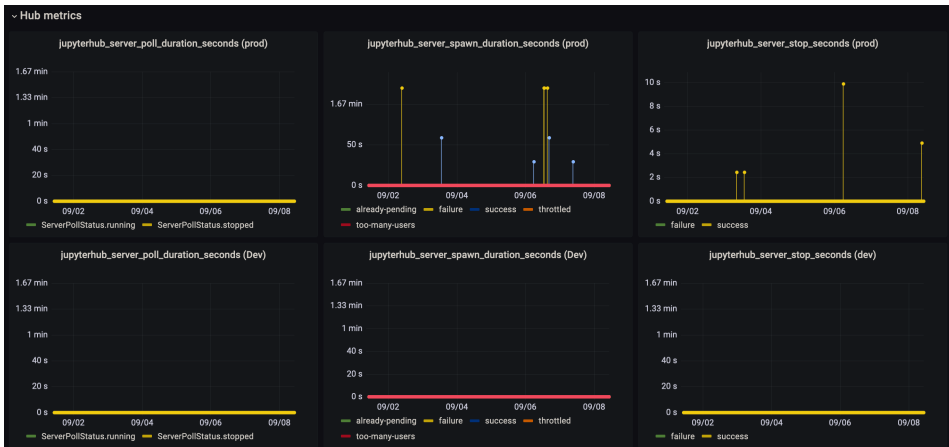 Hub metrics
jupyterhub_server_poll_duration_seconds (prod)
1.67 min
1.33 min
1 min
40 s
20 s
0 s
09/02 09/04 09/06 09/08
ServerPollStatus.running ServerPollStatus.stopped
jupyterhub_server_spawn_duration_seconds (prod)
1.67 min
50 s
0 s
09/02 09/04 09/06 09/08
already-pending failure success throttled
too-many-users
jupyterhub_server_stop_seconds (prod)
10 s
8 s
6 s
4 s
2 s
0 s
09/02 09/04 09/06 09/08
failure success
jupyterhub_server_poll_duration_seconds (Dev)
1.67 min
1.33 min
1 min
40 s
20 s
0 s
09/02 09/04 09/06 09/08
ServerPollStatus.running ServerPollStatus.stopped
jupyterhub_server_spawn_duration_seconds (Dev)
1.67 min
1.33 min
1 min
40 s
20 s
0 s
09/02 09/04 09/06 09/08
already-pending failure success throttled
too-many-users
jupyterhub_server_stop_seconds (dev)
1.67 min
1.33 min
1 min
40 s
20 s
0 s
09/02 09/04 09/06 09/08
failure success